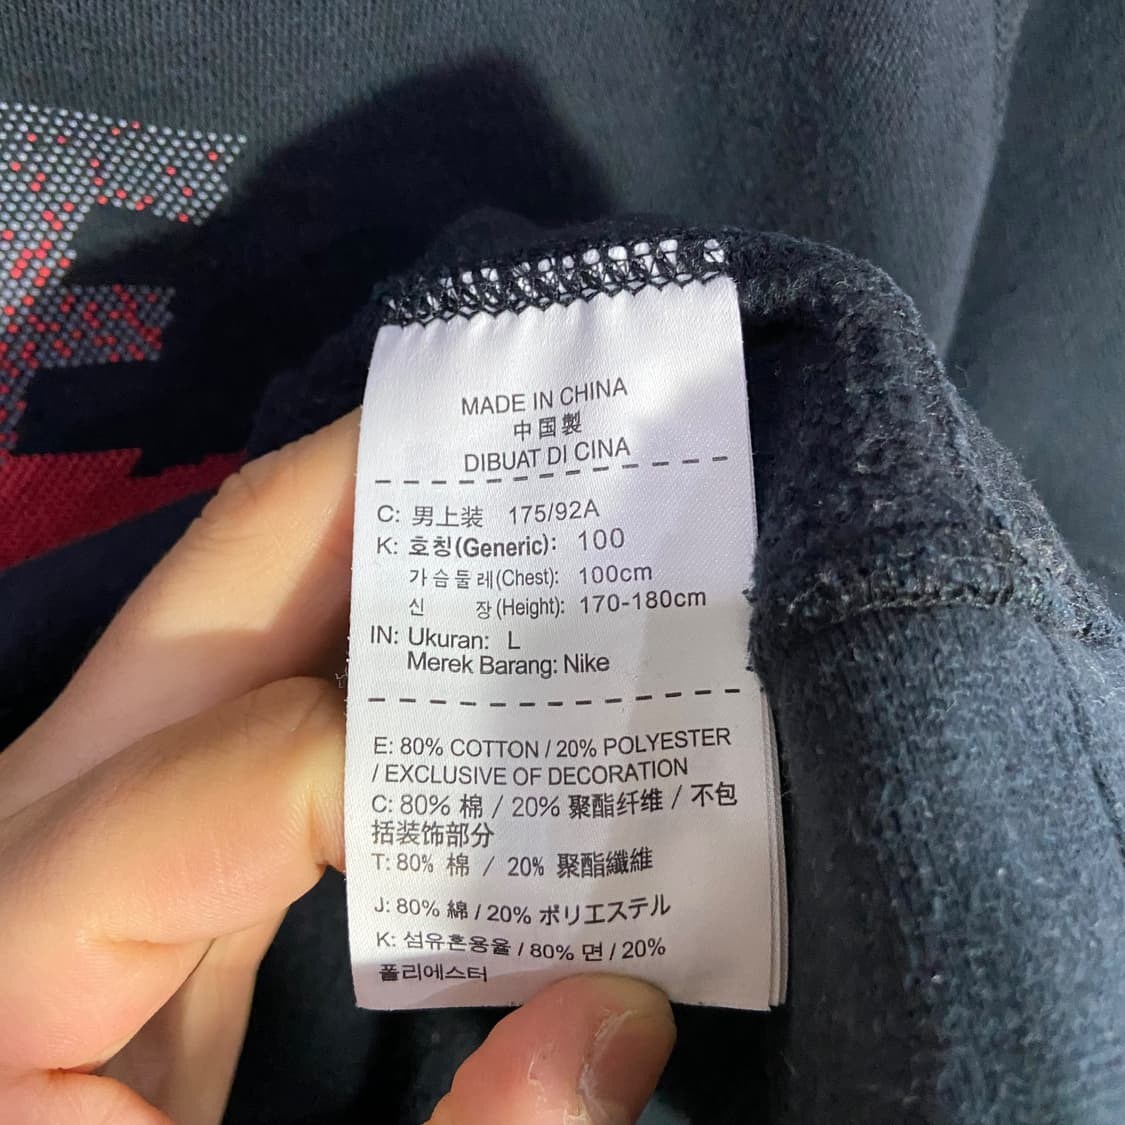 MADE IN CHINA
中国製
DIBUAT DI CINA
C: 男上装 175/92A
K: 호칭(Generic): 100
가슴둘레(Chest): 100cm
신 장(Height): 170-180cm
IN: Ukuran: L
Merek Barang: Nike
E: 80% COTTON / 20% POLYESTER
/ EXCLUSIVE OF DECORATION
C: 80% 棉 / 20% 聚酯纤维 / 不包
括装饰部分
T: 80% 棉 / 20% 聚酯纖維
J: 80% 綿 / 20% ポリエステル
K: 섬유혼용율 / 80% 면 / 20%
폴리에스터